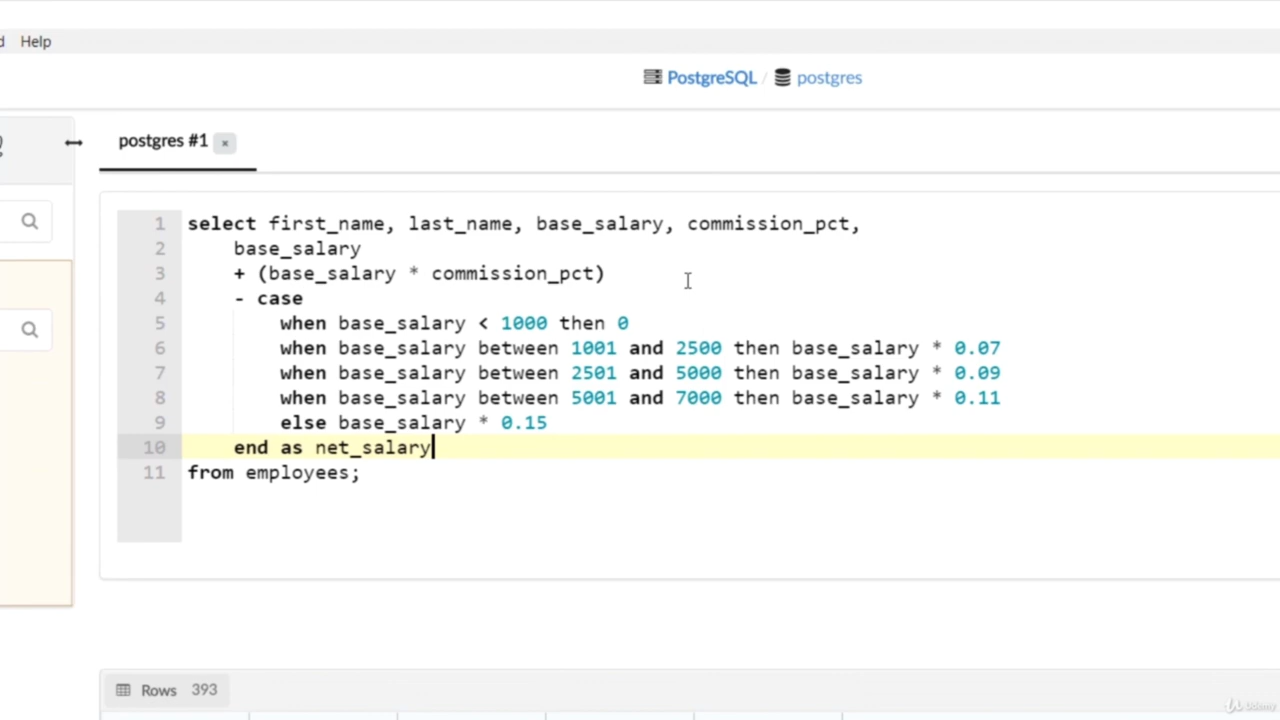 d Help
PostgreSQL / postgres
postgres #1 ×
1 select first_name, last_name, base_salary, commission_pct,
2 base_salary
3 + (base_salary * commission_pct)
4 - case
5 when base_salary < 1000 then 0
6 when base_salary between 1001 and 2500 then base_salary * 0.07
7 when base_salary between 2501 and 5000 then base_salary * 0.09
8 when base_salary between 5001 and 7000 then base_salary * 0.11
9 else base_salary * 0.15
10 end as net_salary
11 from employees;
Rows 393
Udemy